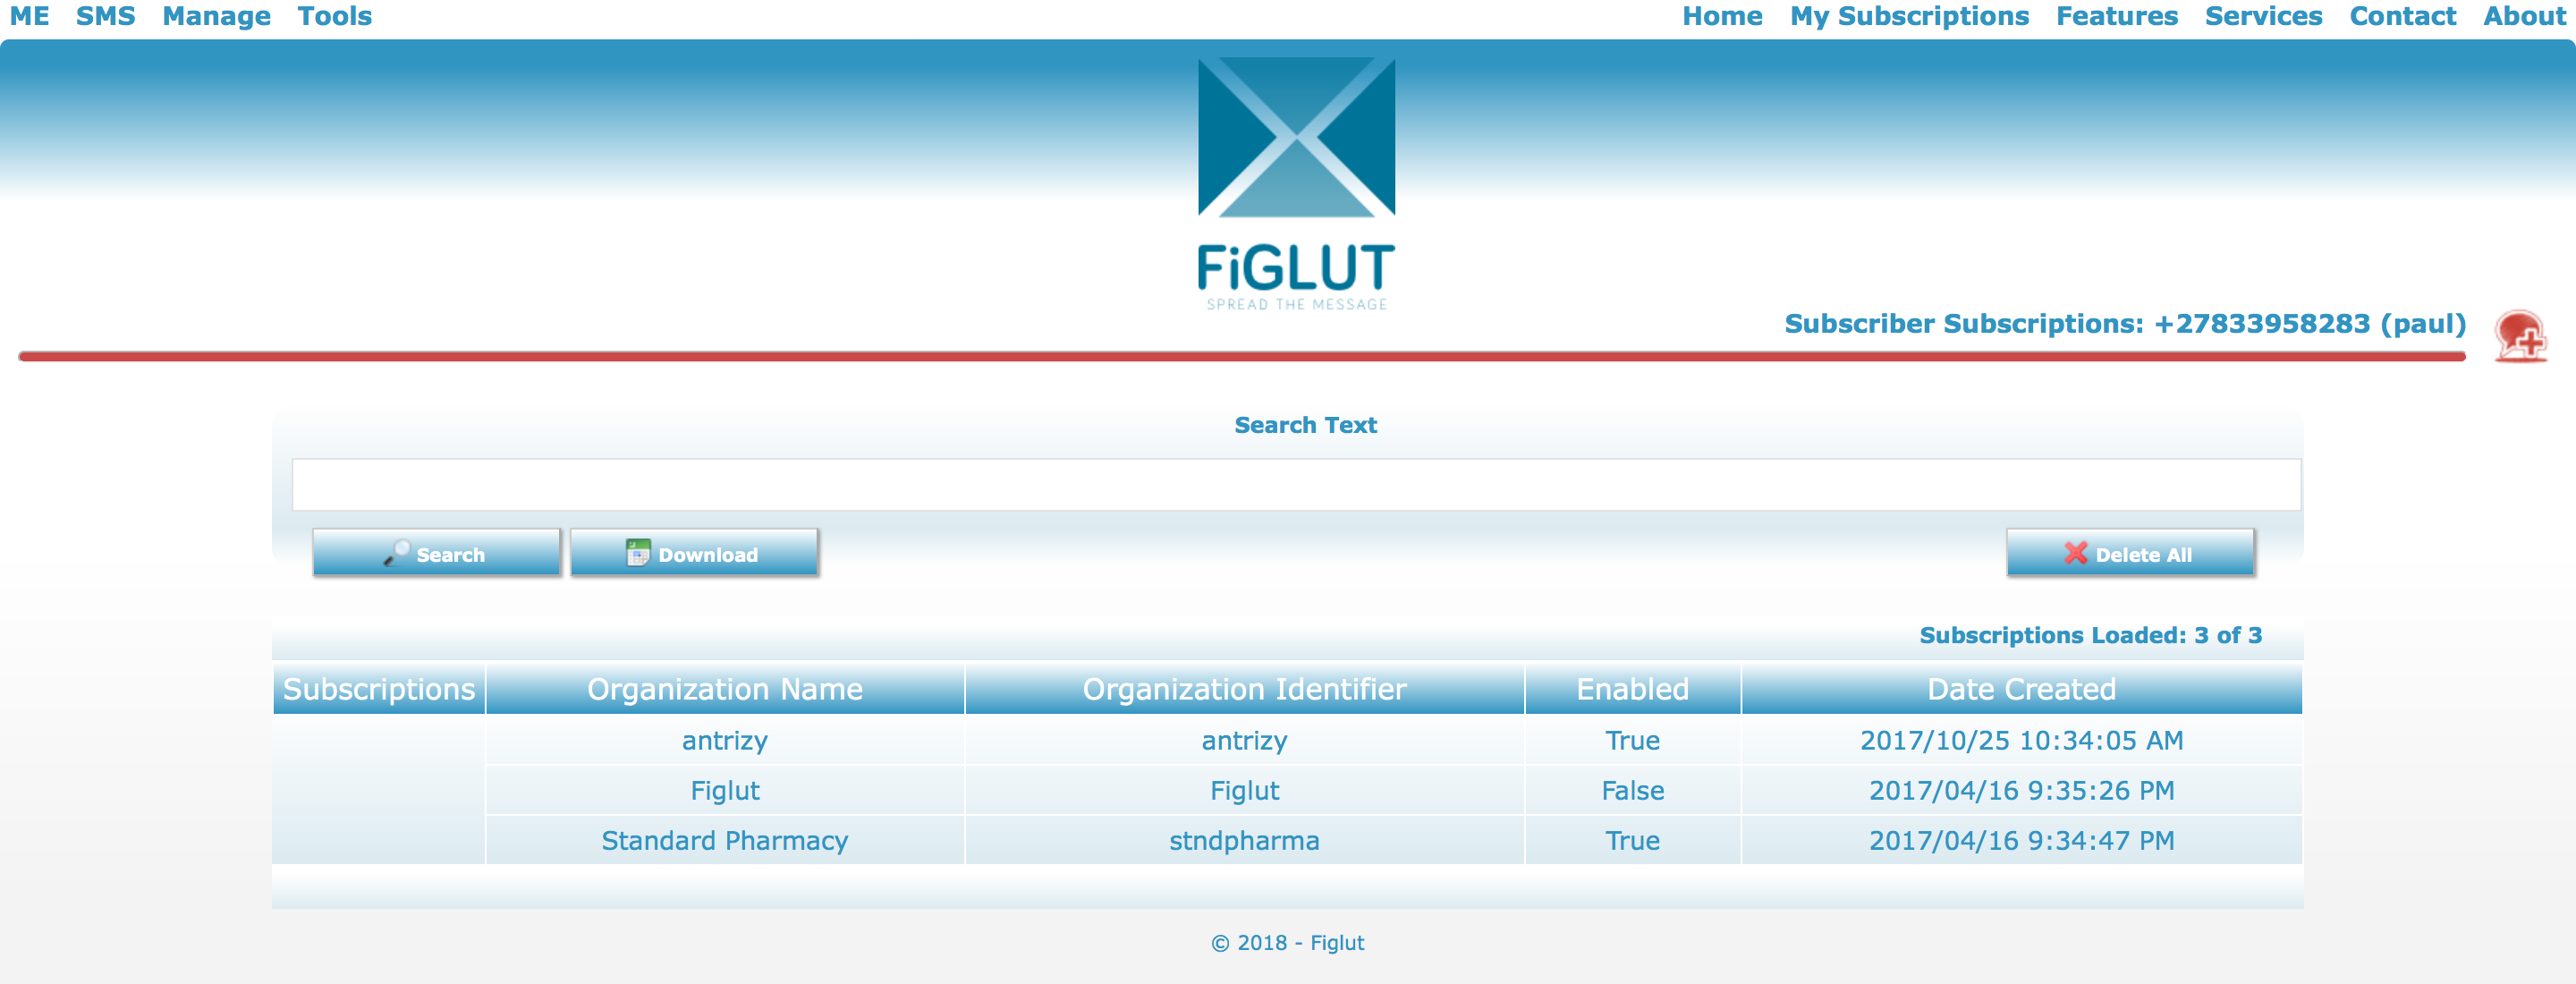 ME SMS Manage Tools Home My Subscriptions Features Services Contact About
FiGLUT
SPREAD THE MESSAGE
Subscriber Subscriptions: +27833958283 (paul)
Search Text
Search Download Delete All
Subscriptions Loaded: 3 of 3
Subscriptions Organization Name Organization Identifier Enabled Date Created
antrizy antrizy True 2017/10/25 10:34:05 AM
Figlut Figlut False 2017/04/16 9:35:26 PM
Standard Pharmacy stndpharma True 2017/04/16 9:34:47 PM
© 2018 - Figlut